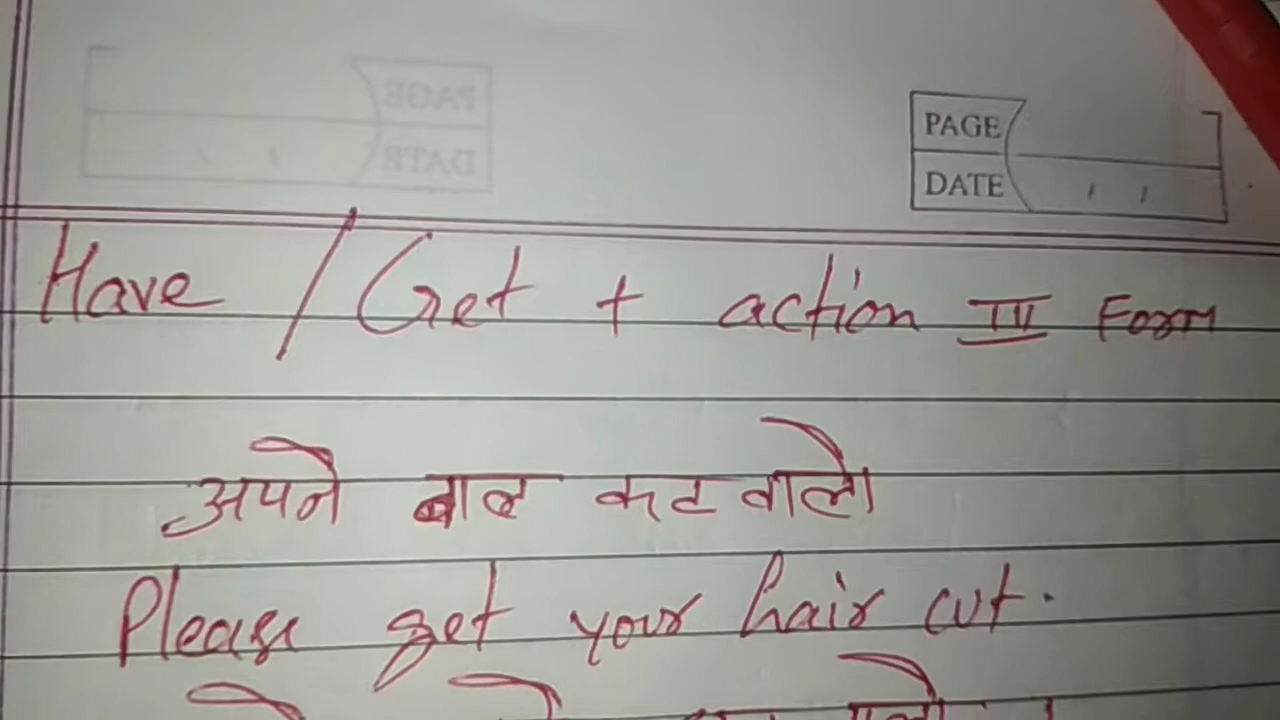 PAGE
DATE / /
Have / Get + action III Form
अपने बाल कटवालो
Please get your hair cut.